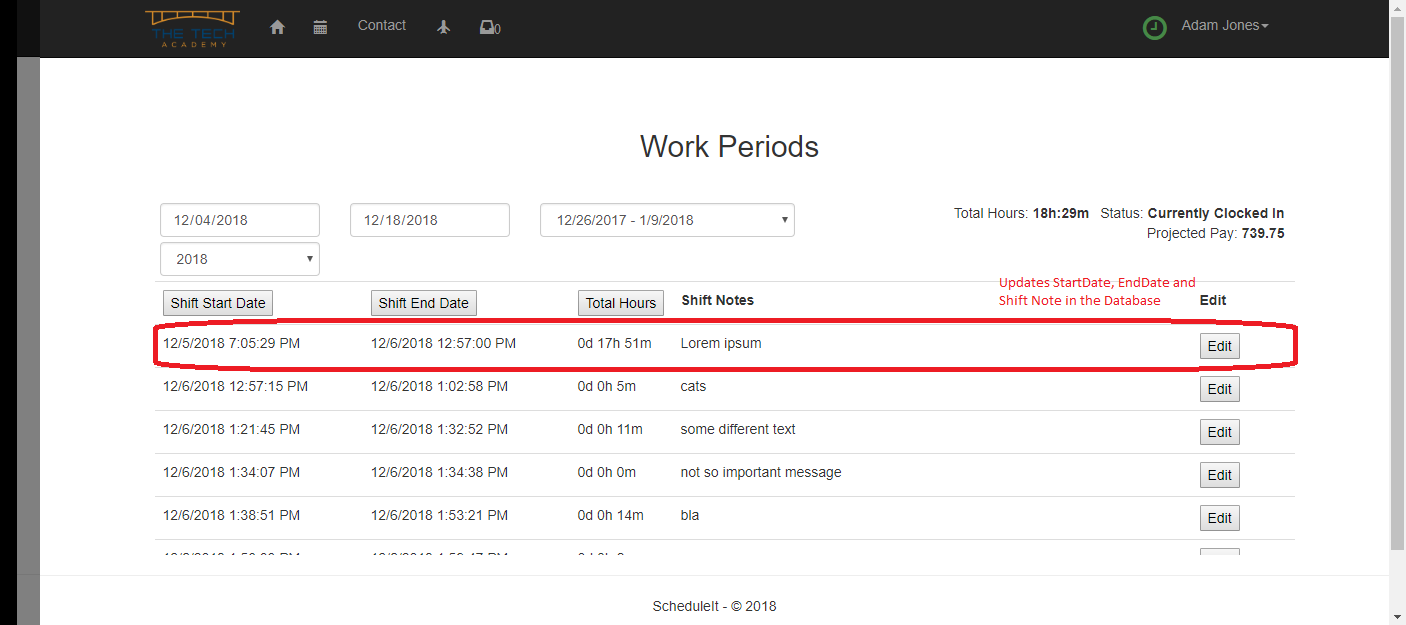 THE TECH
ACADEMY
Contact
0
Adam Jones
Work Periods
12/04/2018 12/18/2018 12/26/2017 - 1/9/2018
Total Hours: 18h:29m Status: Currently Clocked In
Projected Pay: 739.75
2018
Updates StartDate, EndDate and
Shift Note in the Database
Shift Start Date Shift End Date Total Hours Shift Notes Edit
12/5/2018 7:05:29 PM 12/6/2018 12:57:00 PM 0d 17h 51m Lorem ipsum Edit
12/6/2018 12:57:15 PM 12/6/2018 1:02:58 PM 0d 0h 5m cats Edit
12/6/2018 1:21:45 PM 12/6/2018 1:32:52 PM 0d 0h 11m some different text Edit
12/6/2018 1:34:07 PM 12/6/2018 1:34:38 PM 0d 0h 0m not so important message Edit
12/6/2018 1:38:51 PM 12/6/2018 1:53:21 PM 0d 0h 14m bla Edit
ScheduleIt - © 2018